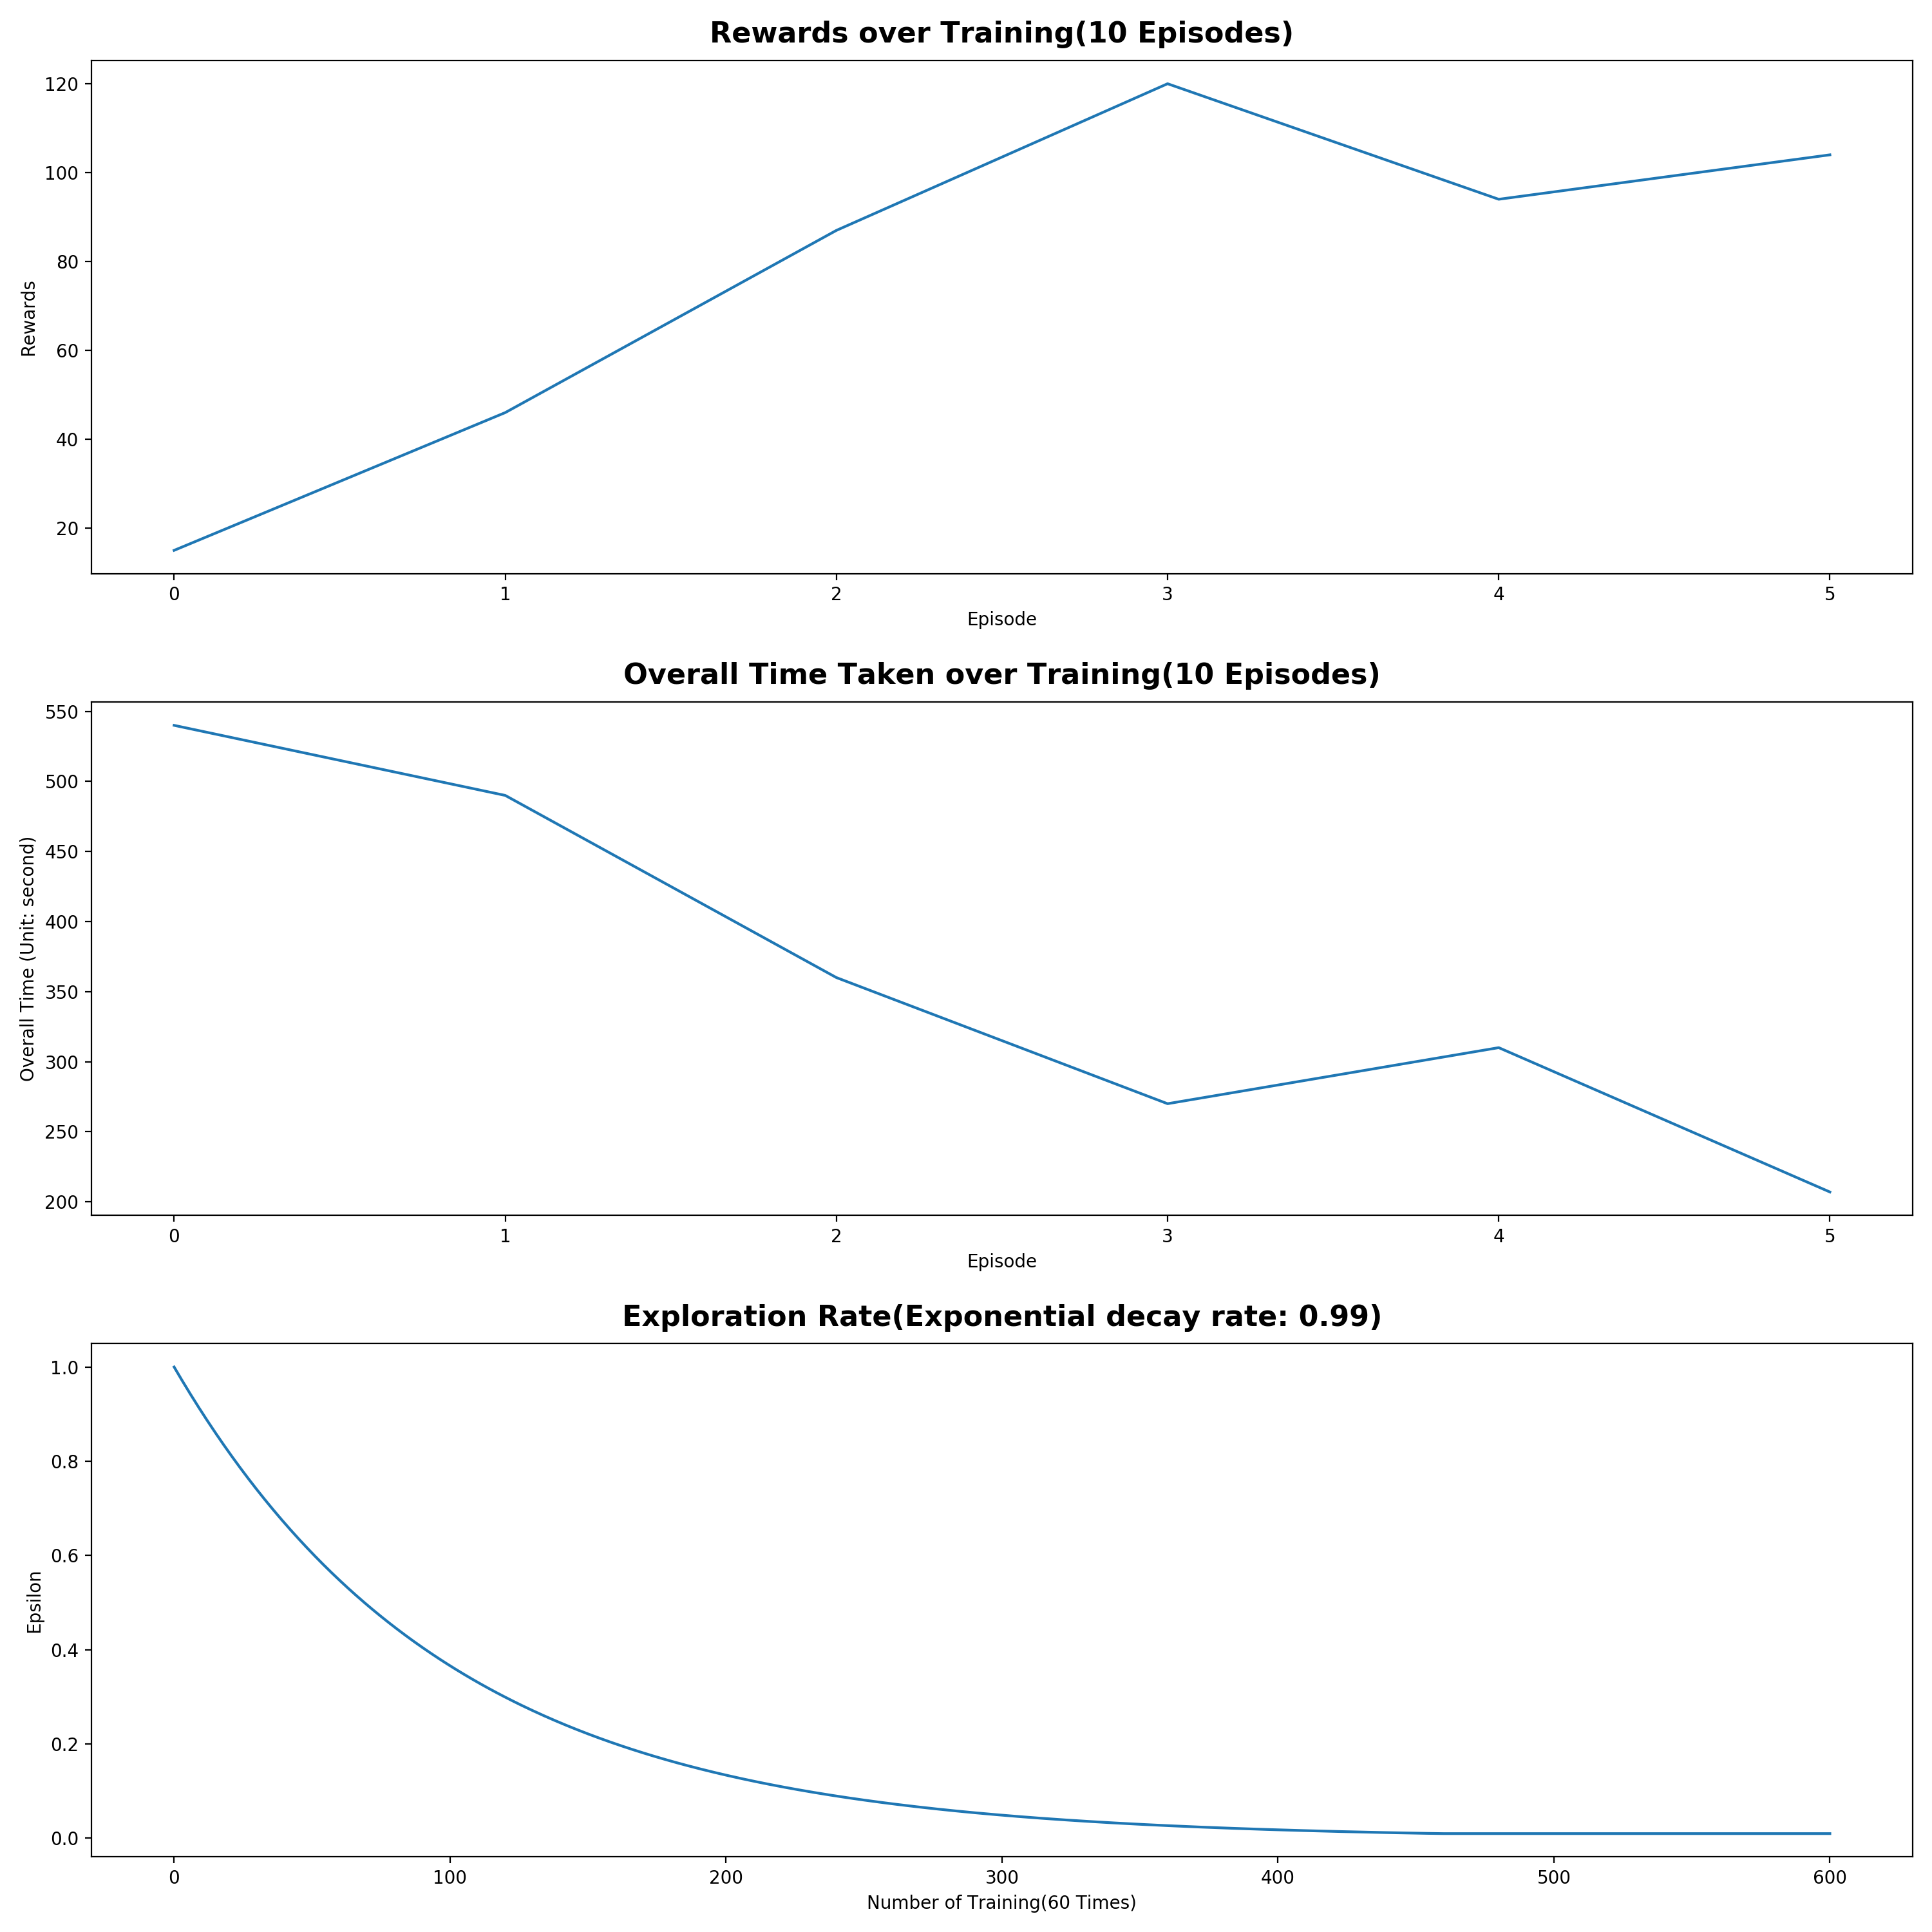 Rewards over Training(10 Episodes)
120
100
80
60
40
20
Rewards
0 1 2 3 4 5
Episode
Overall Time Taken over Training(10 Episodes)
550
500
450
400
350
300
250
200
Overall Time (Unit: second)
0 1 2 3 4 5
Episode
Exploration Rate(Exponential decay rate: 0.99)
1.0
0.8
0.6
0.4
0.2
0.0
Epsilon
0 100 200 300 400 500 600
Number of Training(60 Times)